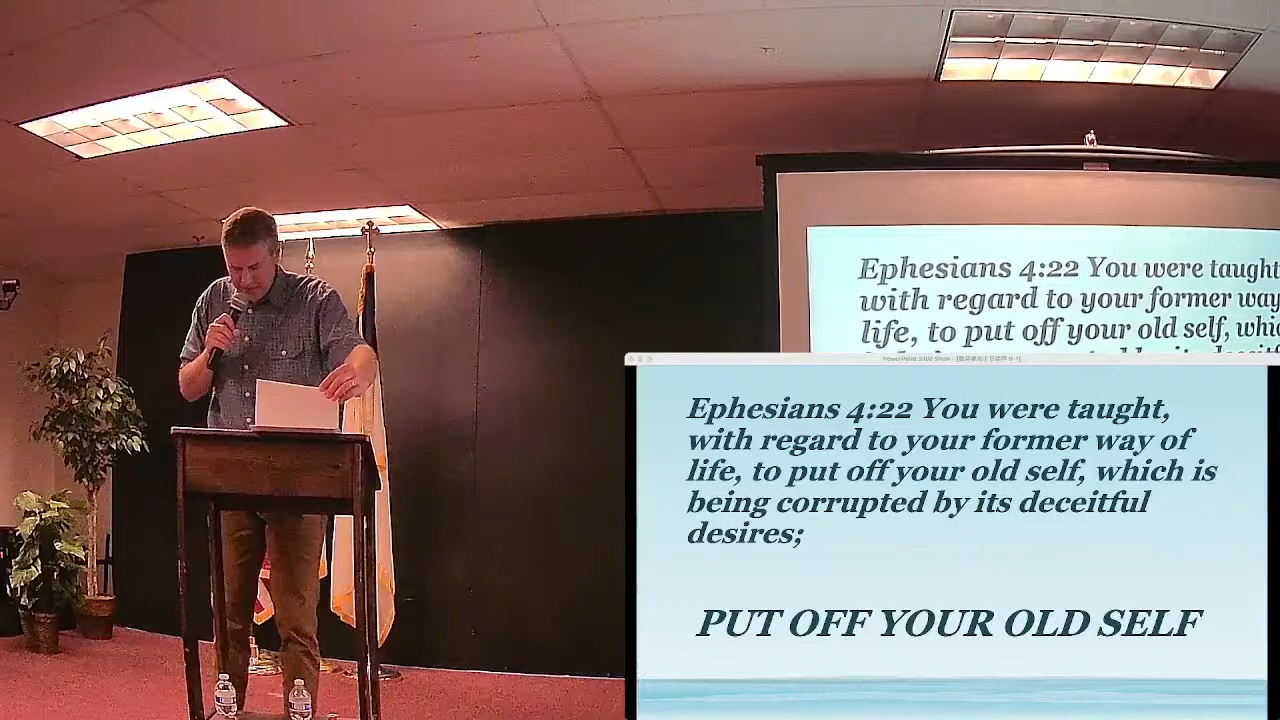 Ephesians 4:22 You were taught
with regard to your former way
life, to put off your old self, whic
Ephesians 4:22 You were taught,
with regard to your former way of
life, to put off your old self, which is
being corrupted by its deceitful
desires;
PUT OFF YOUR OLD SELF